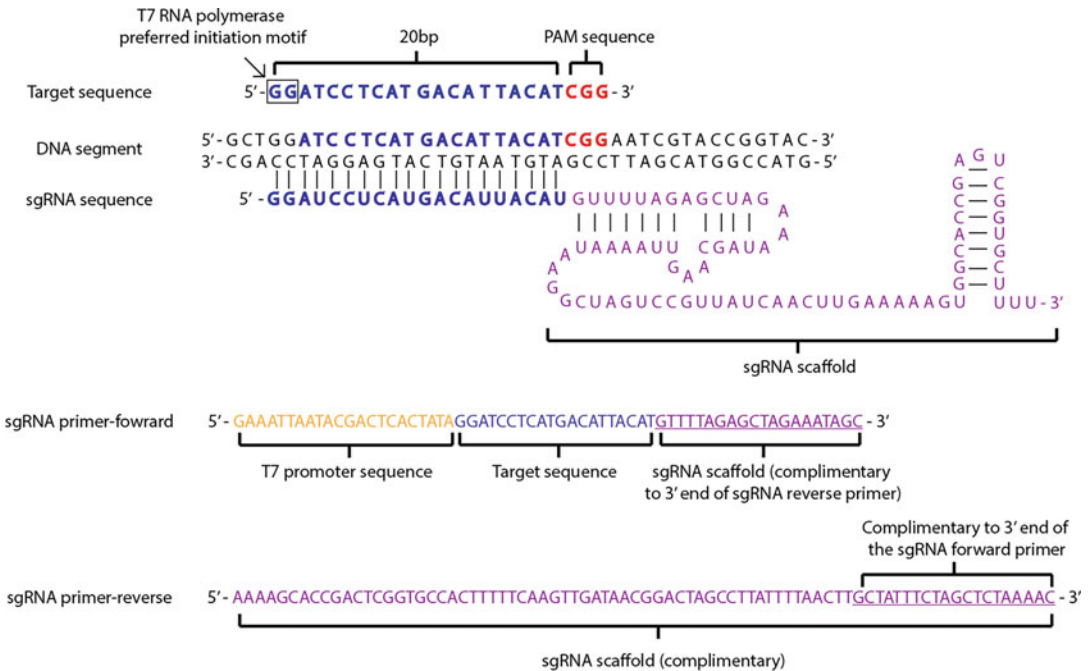 T7 RNA polymerase
preferred initiation motif
20bp
PAM sequence
Target sequence
5'-GGATCCTCATGACATTACATCGG-3'
DNA segment
5'-GCTGGATCCTCATGACATTACATCGGAATCGTACCGGTAC-3'
3'-CGACCTAGGAGTACTGTAATGTAGCCTTAGCATGGCCATG-5'
sgRNA sequence
5'-GGAUCCUCAUGACAUUACAUGUUUUAGAGCUAG
A
A
A
UAAAAUU CGAUA
G A A
A
A
G
GGCUAGUCCGUUAUCAACUUGAAAAAGU
G
G
C
A
C
C
G
A
G
U
C
G
G
U
G
C
U
UUU-3'
sgRNA scaffold
sgRNA primer-foward
5'-GAAATTAATACGACTCACTATAGGATCCTCATGACATTACATGTTTTAGAGCTAGAAATAGC-3'
T7 promoter sequence
Target sequence
sgRNA scaffold (complimentary
to 3' end of sgRNA reverse primer)
Complimentary to 3' end of
the sgRNA forward primer
sgRNA primer-reverse
5'-AAAAGCACCGACTCGGTGCCACTTTTTCAAGTTGATAACGGACTAGCCTTATTTTAACTTGCTATTTCTAGCTCTAAAAC-3'
sgRNA scaffold (complimentary)